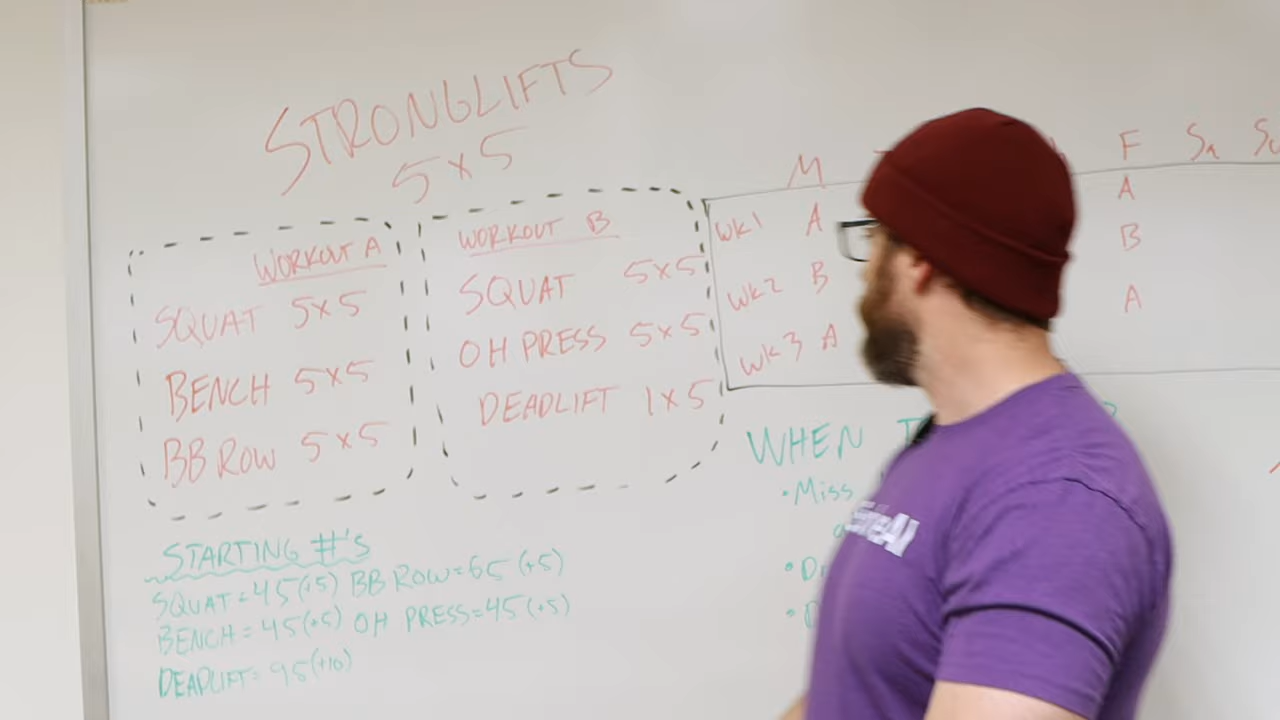 STRONGLIFTS
5x5
WORKOUT A
SQUAT 5x5
BENCH 5x5
BB ROW 5x5
WORKOUT B
SQUAT 5x5
OH PRESS 5x5
DEADLIFT 1x5
M F Sa
WK1 A A
WK2 B B
WK3 A A
STARTING #'S
SQUAT=45(+5) BB ROW=65(+5)
BENCH=45(+5) OH PRESS=45(+5)
DEADLIFT=95(+10)
WHEN
•Miss